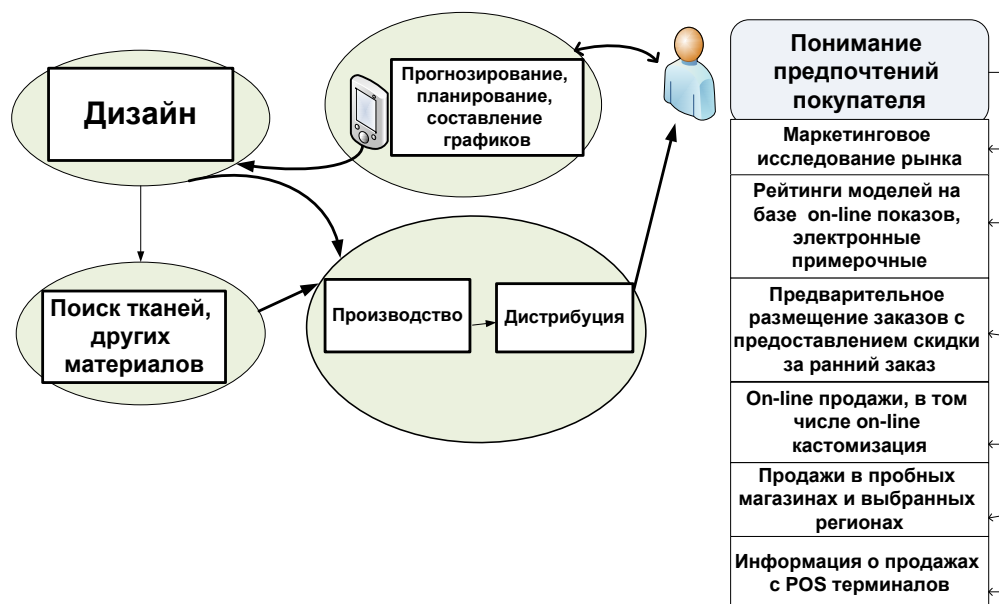 Дизайн
Прогнозирование,
планирование,
составление
графиков
Поиск тканей,
других
материалов
Производство
Дистрибуция
Понимание
предпочтений
покупателя
Маркетинговое
исследование рынка
Рейтинги моделей на
базе on-line показов,
электронные
примерочные
Предварительное
размещение заказов с
предоставлением скидки
за ранний заказ
On-line продажи, в том
числе on-line
кастомизация
Продажи в пробных
магазинах и выбранных
регионах
Информация о продажах
с POS терминалов